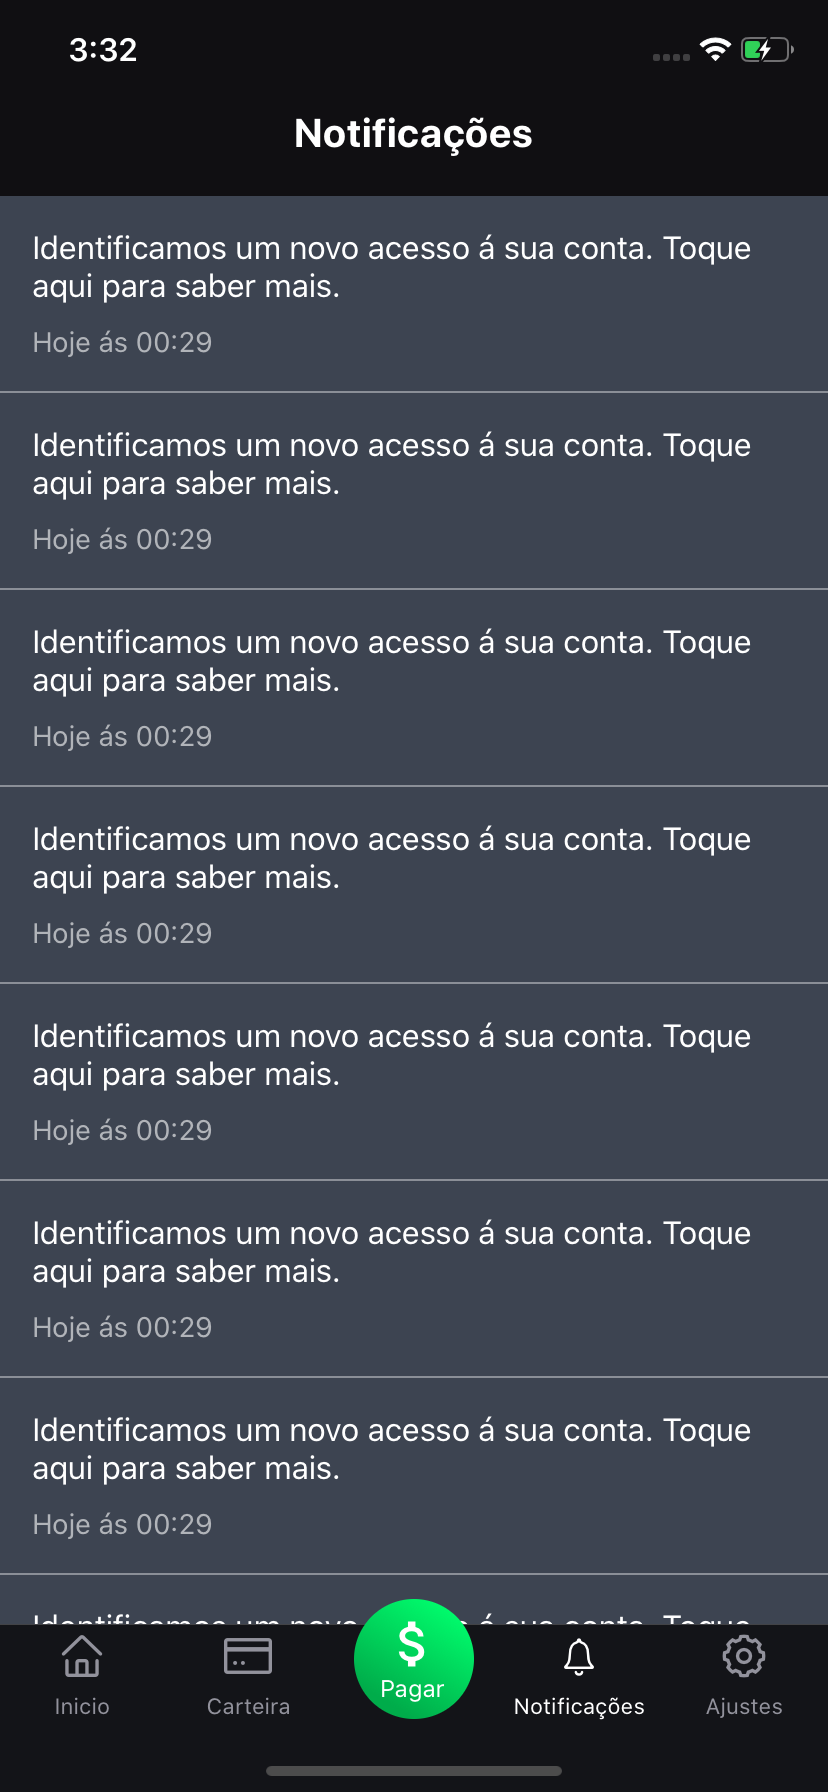 3:32
Notificações
Identificamos um novo acesso á sua conta. Toque
aqui para saber mais.
Hoje ás 00:29
Identificamos um novo acesso á sua conta. Toque
aqui para saber mais.
Hoje ás 00:29
Identificamos um novo acesso á sua conta. Toque
aqui para saber mais.
Hoje ás 00:29
Identificamos um novo acesso á sua conta. Toque
aqui para saber mais.
Hoje ás 00:29
Identificamos um novo acesso á sua conta. Toque
aqui para saber mais.
Hoje ás 00:29
Identificamos um novo acesso á sua conta. Toque
aqui para saber mais.
Hoje ás 00:29
Identificamos um novo acesso á sua conta. Toque
aqui para saber mais.
Hoje ás 00:29
$
Inicio
Carteira
Pagar
Notificações
Ajustes